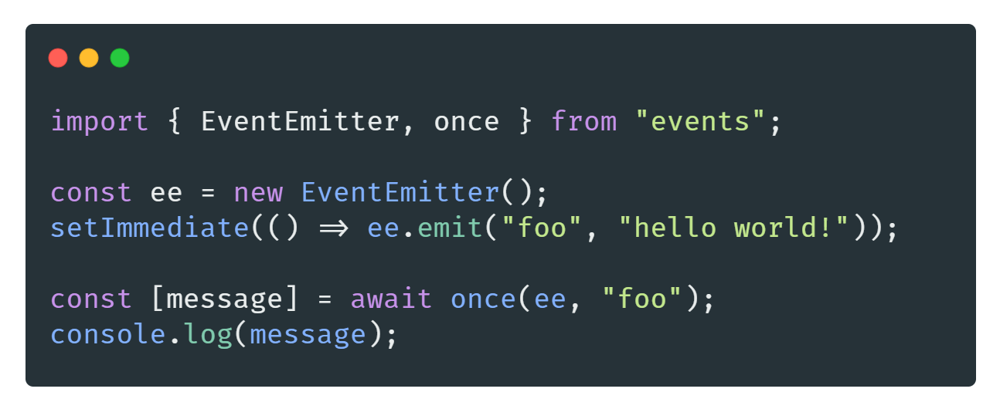 import { EventEmitter, once } from "events";
const ee = new EventEmitter();
setImmediate(() => ee.emit("foo", "hello world!"));
const [message] = await once(ee, "foo");
console.log(message);